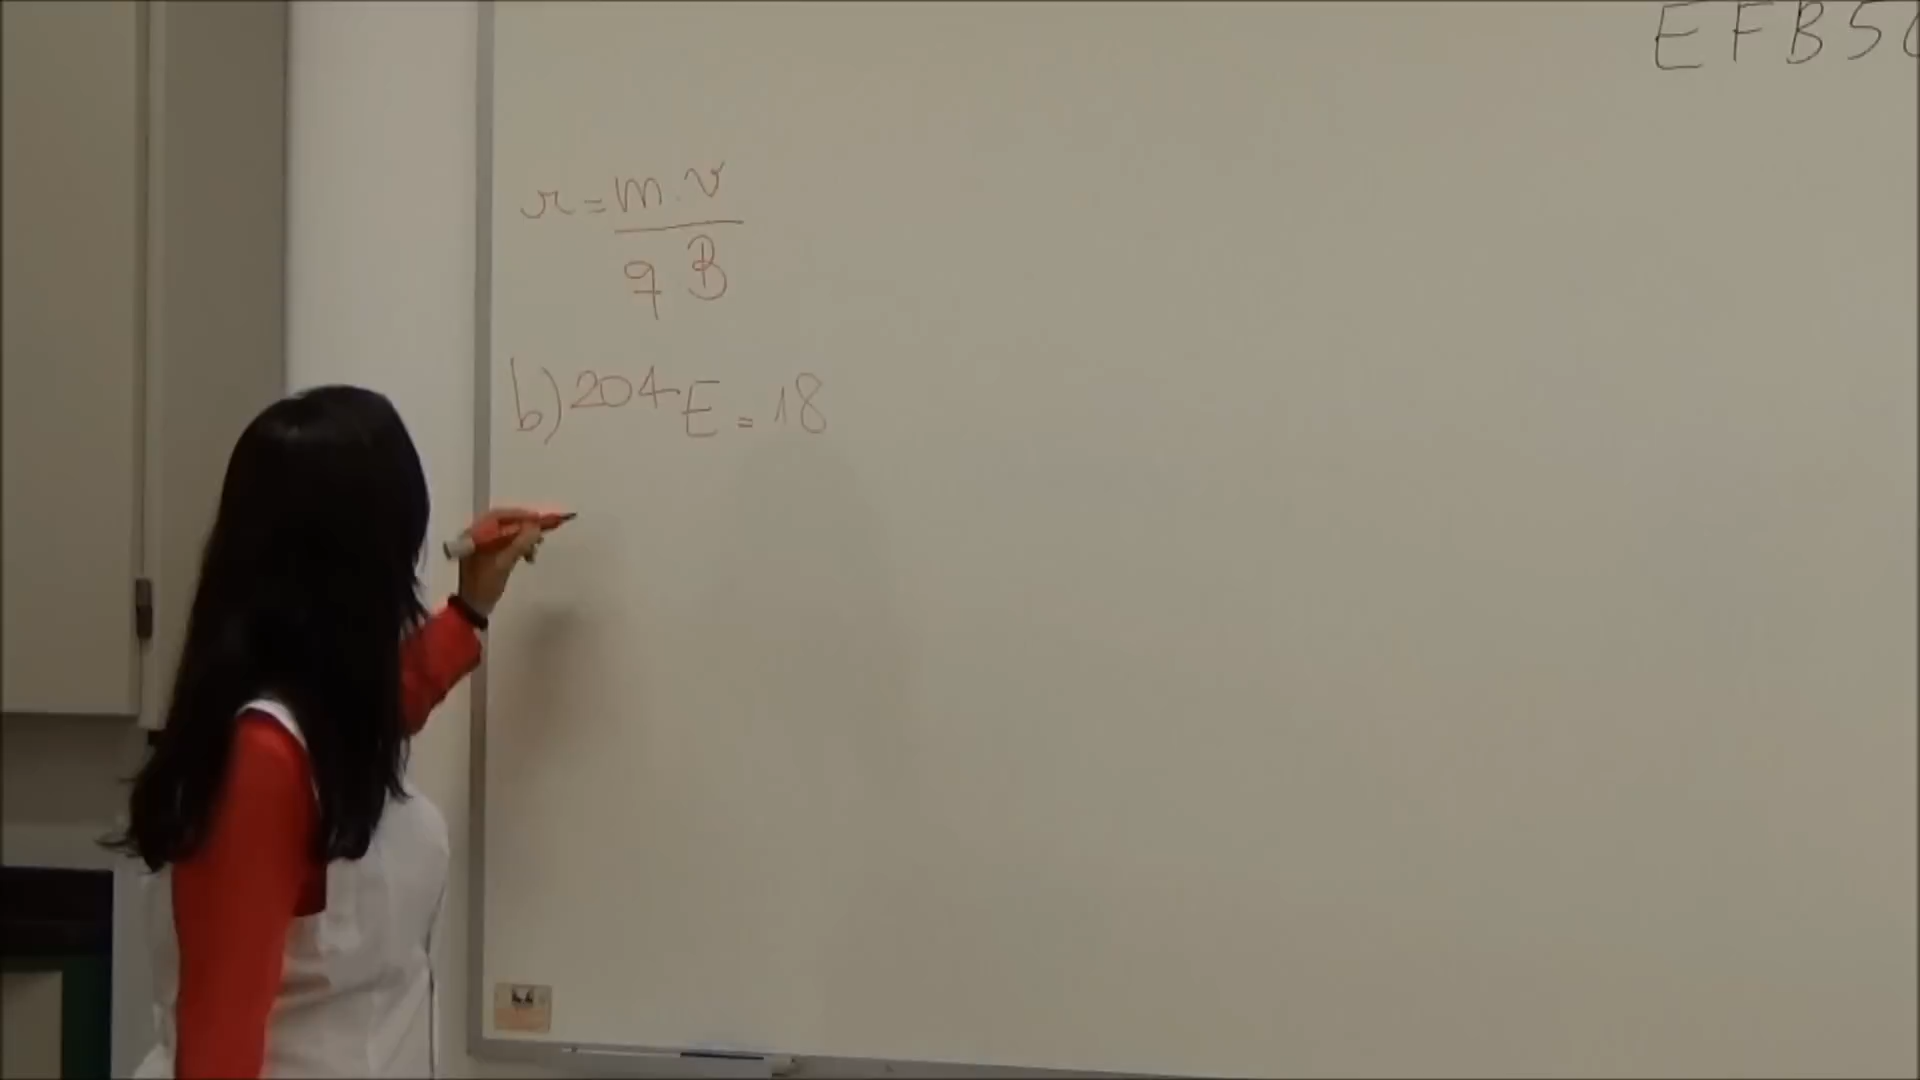 EFB5
r = m.v / q B
b) ²⁰⁴E = 18